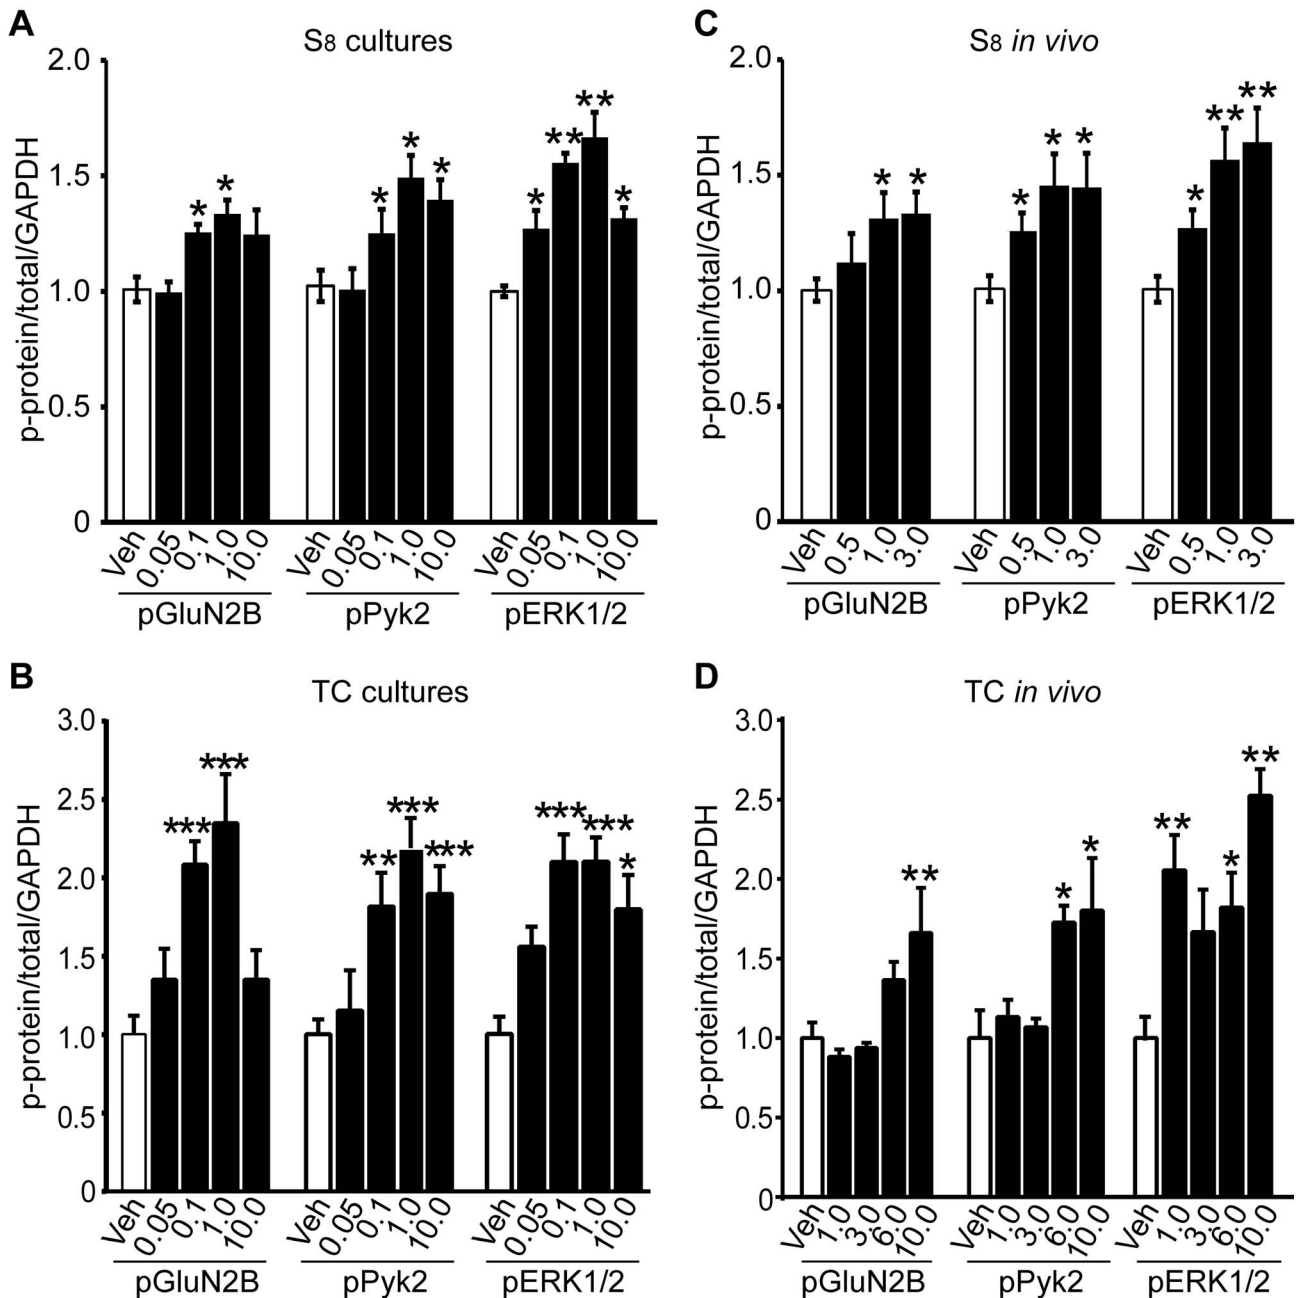 A
S8 cultures
p-protein/total/GAPDH
2.0
1.5
1.0
0.5
0
* * * * * * ** ** *
Veh 0.05 0.1 1.0 10.0 Veh 0.05 0.1 1.0 10.0 Veh 0.05 0.1 1.0 10.0
pGluN2B pPyk2 pERK1/2
C
S8 in vivo
p-protein/total/GAPDH
2.0
1.5
1.0
0.5
0
* * * * * * ** **
Veh 0.5 1.0 3.0 Veh 0.5 1.0 3.0 Veh 0.5 1.0 3.0
pGluN2B pPyk2 pERK1/2
B
TC cultures
p-protein/total/GAPDH
3.0
2.5
2.0
1.5
1.0
0.5
0
*** *** ** *** *** *** *** *
Veh 0.05 0.1 1.0 10.0 Veh 0.05 0.1 1.0 10.0 Veh 0.05 0.1 1.0 10.0
pGluN2B pPyk2 pERK1/2
D
TC in vivo
p-protein/total/GAPDH
3.0
2.5
2.0
1.5
1.0
0.5
0
** * * ** * **
Veh 1.0 3.0 6.0 10.0 Veh 1.0 3.0 6.0 10.0 Veh 1.0 3.0 6.0 10.0
pGluN2B pPyk2 pERK1/2